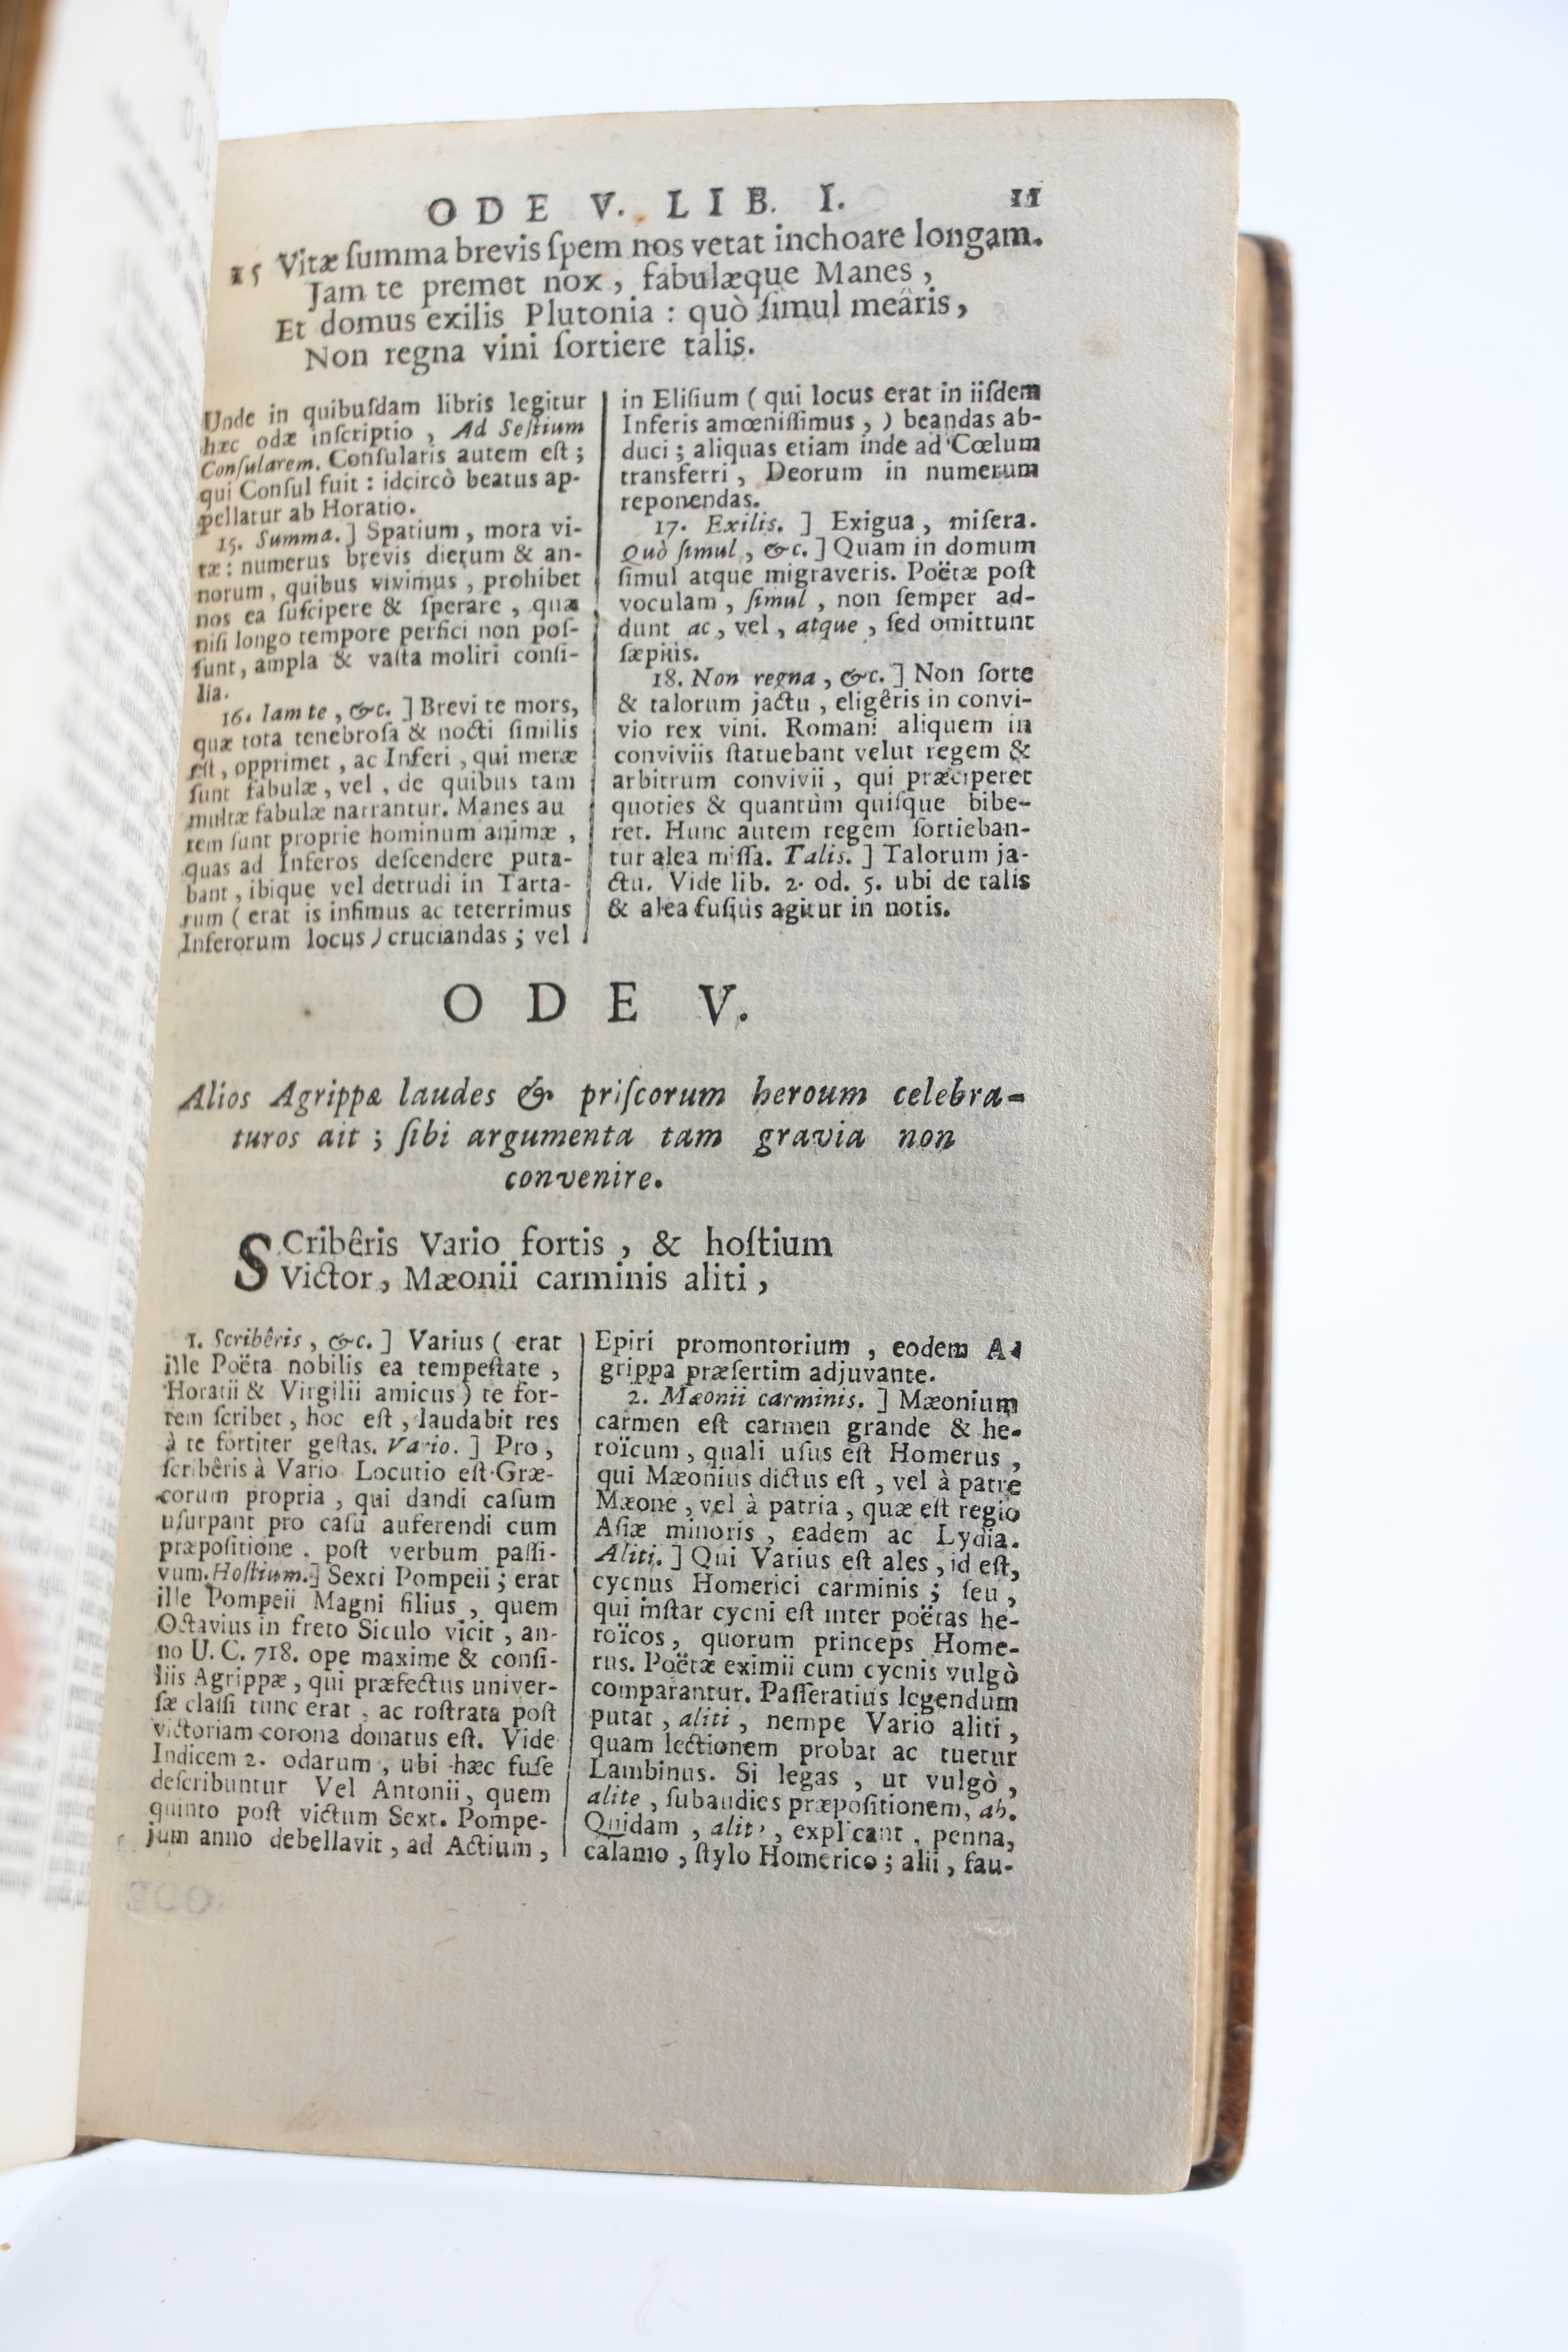 ODE V. LIB. I. 11
15 Vitæ ſumma brevis ſpem nos vetat inchoare longam.
Jam te premet nox, fabulæque Manes,
Et domus exilis Plutonia : quò ſimul meâris,
Non regna vini ſortiere talis.
Unde in quibuſdam libris legitur
hæc odæ inſcriptio, Ad Seſtium
Conſularem. Conſularis autem eſt;
qui Conſul fuit : idcircò beatus ap-
pellatur ab Horatio.
15. Summa. ] Spatium, mora vi-
tæ: numerus brevis dierum & an-
norum, quibus vivimus, prohibet
nos ea ſuſcipere & ſperare, quæ
niſi longo tempore perfici non poſ-
ſunt, ampla & vaſta moliri conſi-
lia.
16. Iam te, &c. ] Brevi te mors,
quæ tota tenebroſa & nocti ſimilis
eſt, opprimet, ac Inferi, qui meræ
ſunt fabulæ, vel, de quibus tam
multæ fabulæ narrantur. Manes au
tem ſunt proprie hominum animæ,
quas ad Inferos deſcendere puta-
bant, ibique vel detrudi in Tarta-
rum ( erat is infimus ac teterrimus
Inferorum locus ) cruciandas ; vel
in Eliſium ( qui locus erat in iiſdem
Inferis amœniſſimus, ) beandas ab-
duci ; aliquas etiam inde ad Cœlum
transferri, Deorum in numerum
reponendas.
17. Exilis. ] Exigua, miſera.
Quò ſimul, &c. ] Quam in domum
ſimul atque migraveris. Poëtæ poſt
voculam, ſimul, non ſemper ad-
dunt ac, vel, atque, ſed omittunt
ſæpiùs.
18. Non regna, &c. ] Non ſorte
& talorum jactu, eligêris in convi-
vio rex vini. Romani aliquem in
conviviis ſtatuebant velut regem &
arbitrum convivii, qui præciperet
quoties & quantùm quiſque bibe-
ret. Hunc autem regem ſortieban-
tur alea miſſa. Talis. ] Talorum ja-
ctu. Vide lib. 2. od. 5. ubi de talis
& alea fuſiùs agitur in notis.
ODE V.
Alios Agrippæ laudes & priſcorum heroum celebra-
turos ait ; ſibi argumenta tam gravia non
convenire.
SCribêris Vario fortis, & hoſtium
Victor, Mæonii carminis aliti,
1. Scribêris, &c. ] Varius ( erat
ille Poëta nobilis ea tempeſtate,
Horatii & Virgilii amicus ) te for-
tem ſcribet, hoc eſt, laudabit res
à te fortiter geſtas. Vario. ] Pro,
ſcribêris à Vario Locutio eſt Græ-
corum propria, qui dandi caſum
uſurpant pro caſu auferendi cum
præpoſitione, poſt verbum paſſi-
vum. Hoſtium. ] Sexti Pompeii ; erat
ille Pompeii Magni filius, quem
Octavius in freto Siculo vicit, an-
no U. C. 718. ope maxime & conſi-
liis Agrippæ, qui præfectus univer-
ſæ claſſi tunc erat, ac roſtrata poſt
victoriam corona donatus eſt. Vide
Indicem 2. odarum, ubi hæc fuſe
deſcribuntur Vel Antonii, quem
quinto poſt victum Sext. Pompe-
jum anno debellavit, ad Actium,
Epiri promontorium, eodem A-
grippa præſertim adjuvante.
2. Mæonii carminis. ] Mæonium
carmen eſt carmen grande & he-
roïcum, quali uſus eſt Homerus,
qui Mæonius dictus eſt, vel à patre
Mæone, vel à patria, quæ eſt regio
Aſiæ minoris, eadem ac Lydia.
Aliti. ] Qui Varius eſt ales, id eſt,
cycnus Homerici carminis ; ſeu,
qui inſtar cycni eſt inter poëtas he-
roïcos, quorum princeps Home-
rus. Poëtæ eximii cum cycnis vulgò
comparantur. Paſſeratius legendum
putat, aliti, nempe Vario aliti,
quam lectionem probat ac tuetur
Lambinus. Si legas, ut vulgò,
alite, ſubaudies præpoſitionem, ab.
Quidam, alite, explicant, penna,
calamo, ſtylo Homerico ; alii, fau-